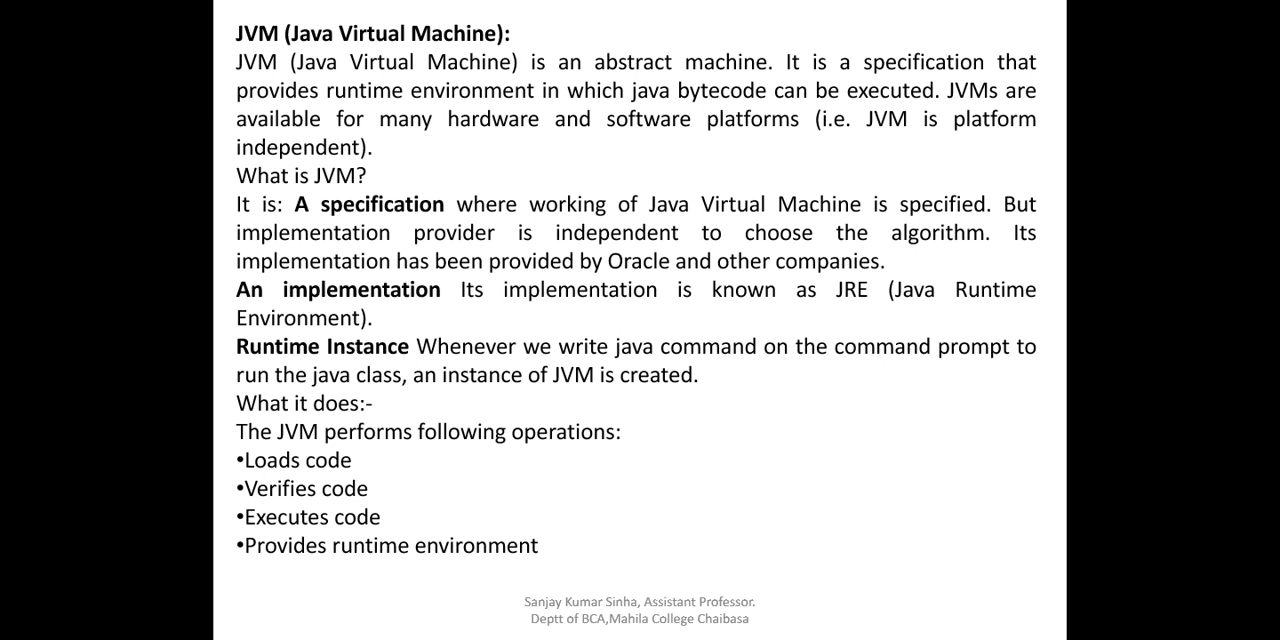 JVM (Java Virtual Machine):
JVM (Java Virtual Machine) is an abstract machine. It is a specification that
provides runtime environment in which java bytecode can be executed. JVMs are
available for many hardware and software platforms (i.e. JVM is platform
independent).
What is JVM?
It is: A specification where working of Java Virtual Machine is specified. But
implementation provider is independent to choose the algorithm. Its
implementation has been provided by Oracle and other companies.
An implementation Its implementation is known as JRE (Java Runtime
Environment).
Runtime Instance Whenever we write java command on the command prompt to
run the java class, an instance of JVM is created.
What it does:-
The JVM performs following operations:
•Loads code
•Verifies code
•Executes code
•Provides runtime environment
Sanjay Kumar Sinha, Assistant Professor.
Deptt of BCA,Mahila College Chaibasa